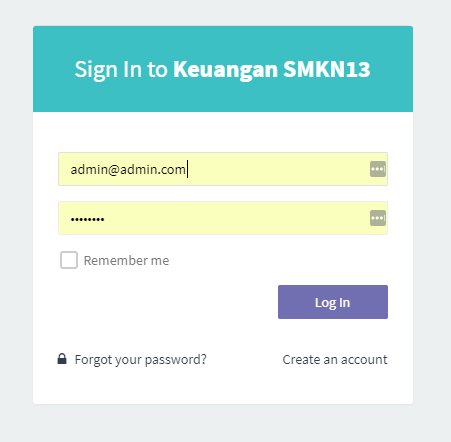 Sign In to Keuangan SMKN13
admin@admin.com
••••••••
Remember me
Log In
Forgot your password? Create an account